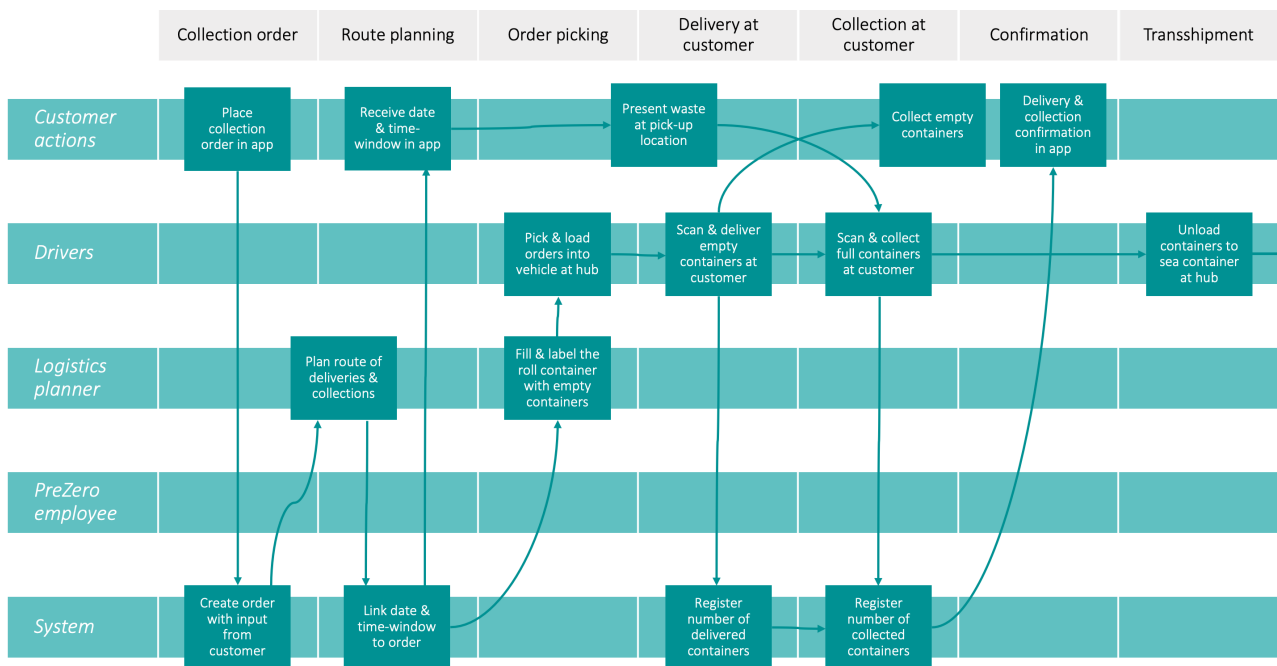 Collection order
Route planning
Order picking
Delivery at
customer
Collection at
customer
Confirmation
Transshipment
Customer
actions
Place
collection
order in app
Receive date
& time-
window in app
Present waste
at pick-up
location
Collect empty
containers
Delivery &
collection
confirmation
in app
Drivers
Pick & load
orders into
vehicle at hub
Scan & deliver
empty
containers at
customer
Scan & collect
full containers
at customer
Unload
containers to
sea container
at hub
Logistics
planner
Plan route of
deliveries &
collections
Fill & label the
roll container
with empty
containers
PreZero
employee
System
Create order
with input
from
customer
Link date &
time-window
to order
Register
number of
delivered
containers
Register
number of
collected
containers